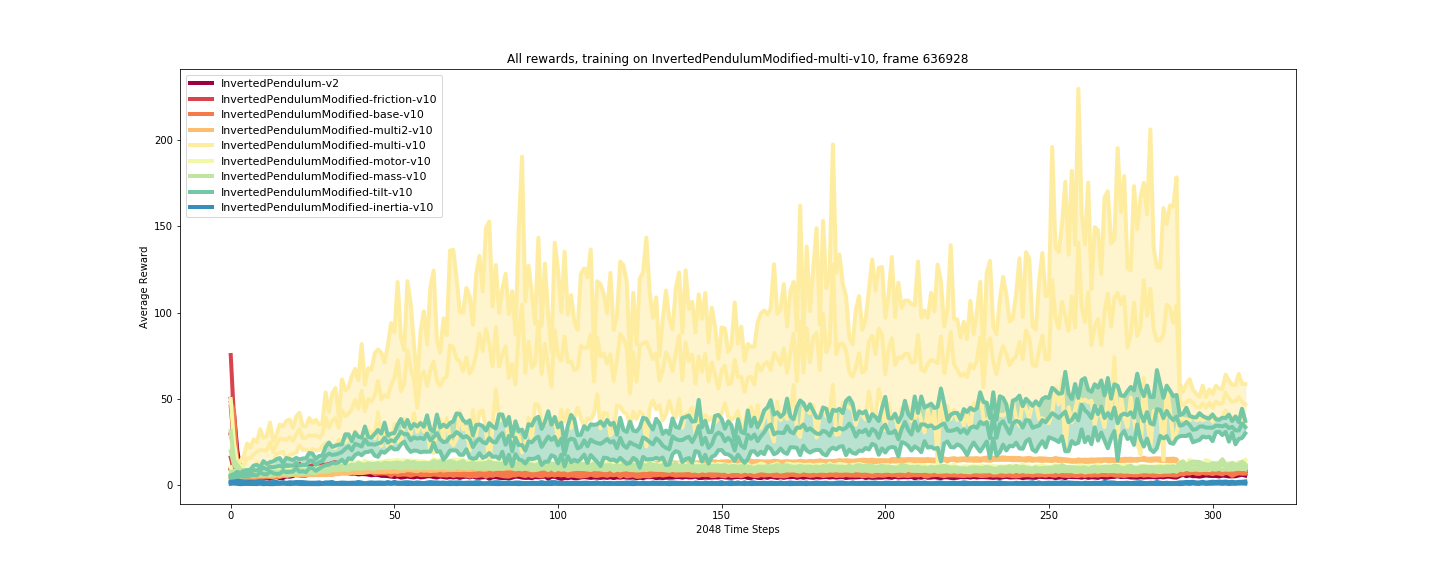 All rewards, training on InvertedPendulumModified-multi-v10, frame 636928
InvertedPendulum-v2
InvertedPendulumModified-friction-v10
InvertedPendulumModified-base-v10
InvertedPendulumModified-multi2-v10
InvertedPendulumModified-multi-v10
InvertedPendulumModified-motor-v10
InvertedPendulumModified-mass-v10
InvertedPendulumModified-tilt-v10
InvertedPendulumModified-inertia-v10
Average Reward
200
150
100
50
0
0 50 100 150 200 250 300
2048 Time Steps